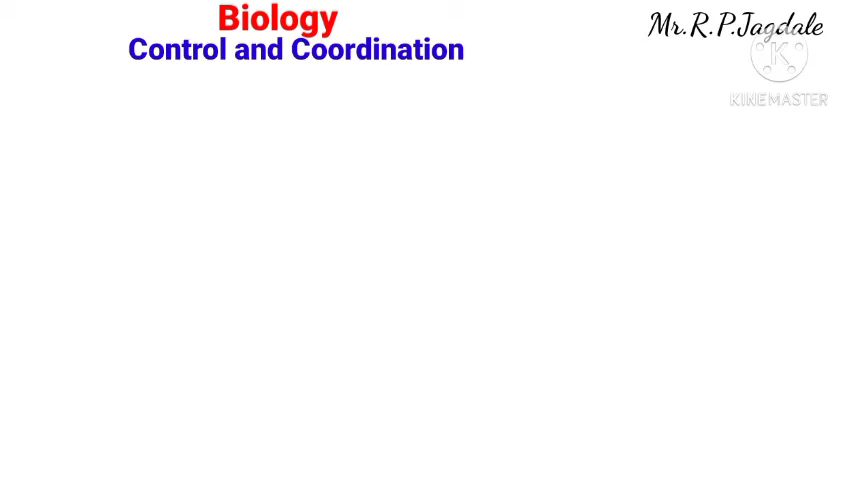 Biology
Control and Coordination
Mr.R.P.Jagdale
K
KINEMASTER